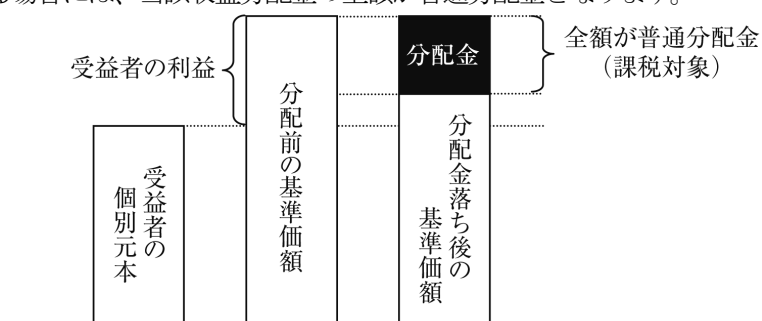 には、当該収益分配金の全額が普通分配金となります。
受益者の利益
分配金
全額が普通分配金
（課税対象）
分配前の基準価額
分配金落ち後の
基準価額
受益者の
個別元本